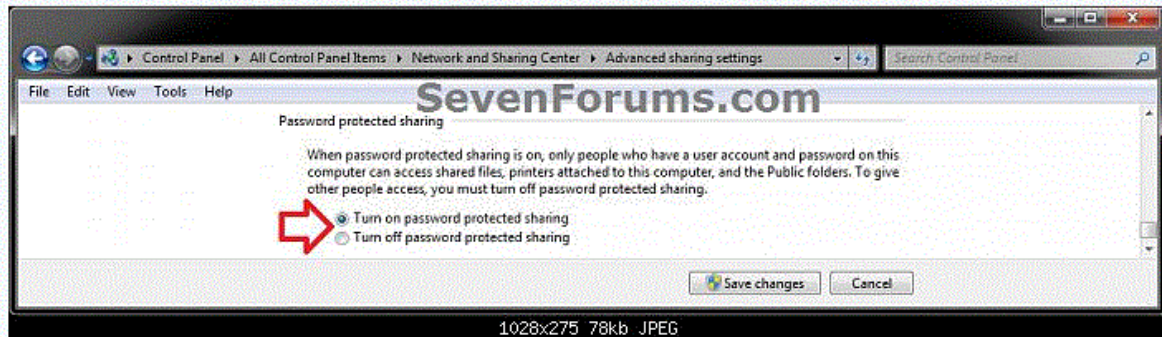 Control Panel ▸ All Control Panel Items ▸ Network and Sharing Center ▸ Advanced sharing settings
Search Control Panel
File Edit View Tools Help
SevenForums.com
Password protected sharing
When password protected sharing is on, only people who have a user account and password on this
computer can access shared files, printers attached to this computer, and the Public folders. To give
other people access, you must turn off password protected sharing.
Turn on password protected sharing
Turn off password protected sharing
Save changes
Cancel
1028x275 78kb JPEG